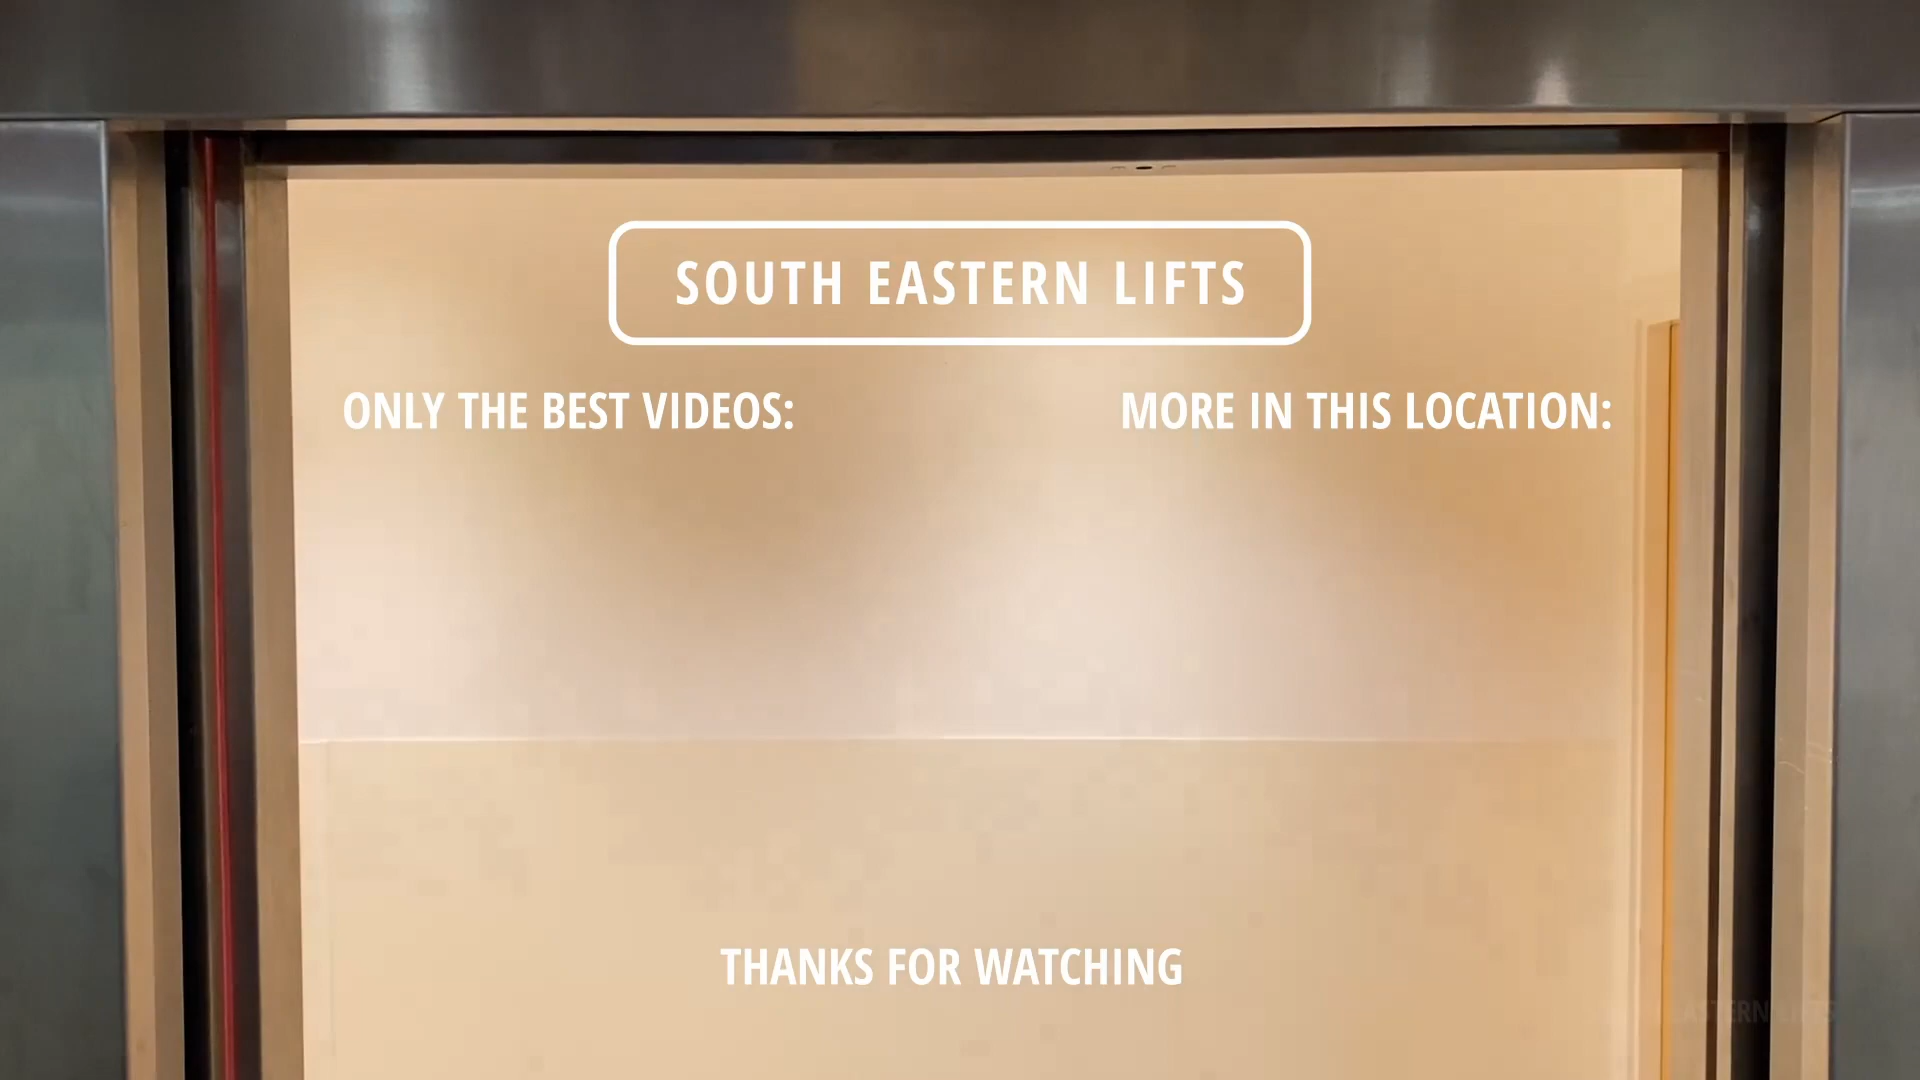 SOUTH EASTERN LIFTS
ONLY THE BEST VIDEOS:
MORE IN THIS LOCATION:
THANKS FOR WATCHING